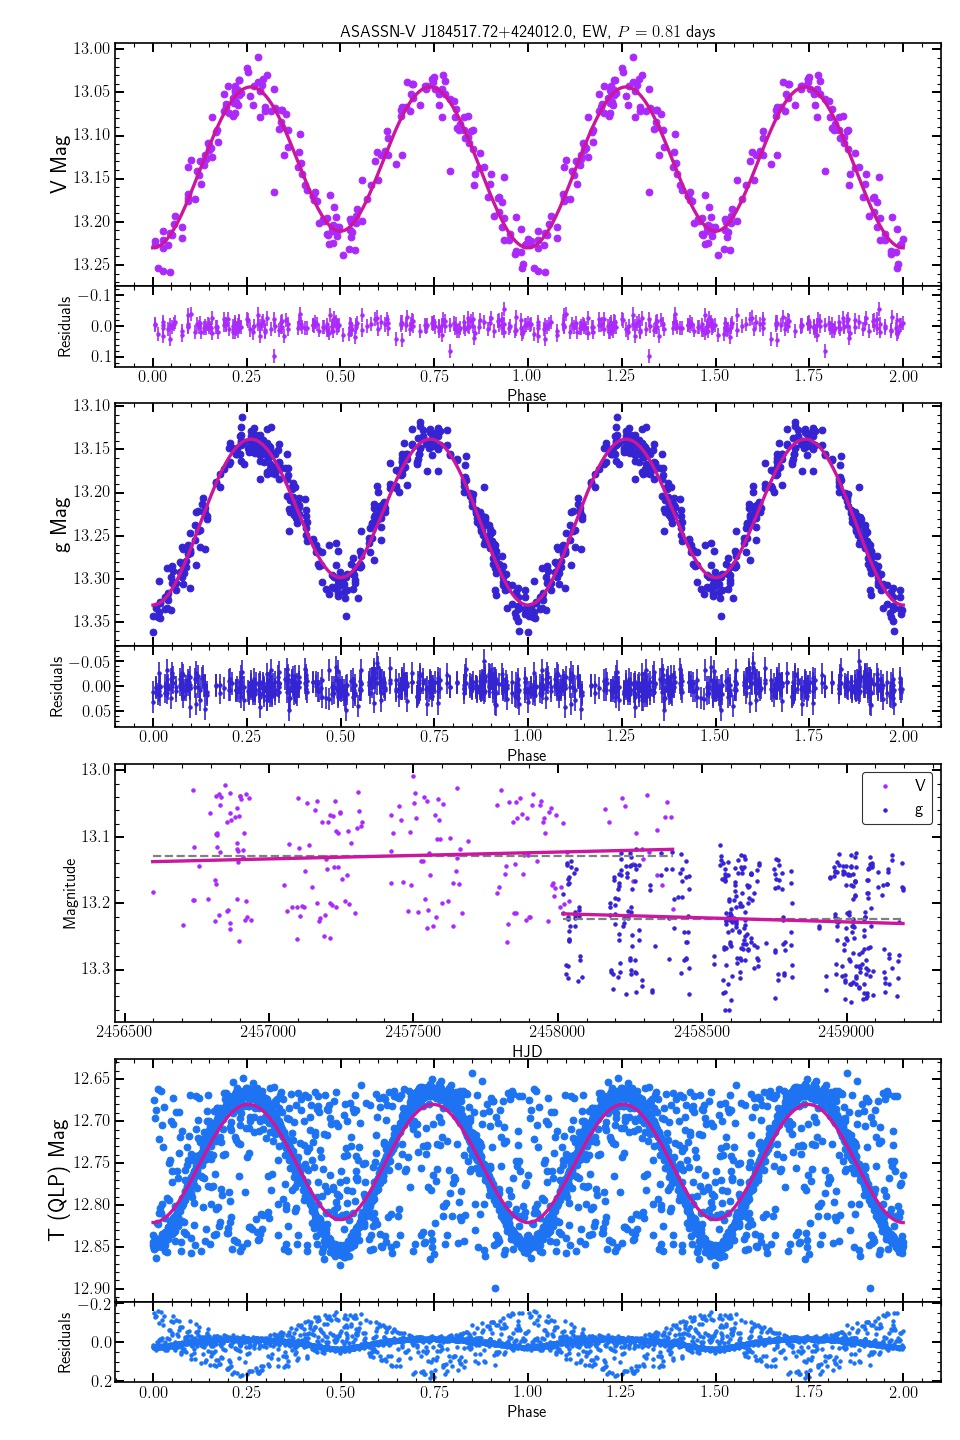 ASASSN-V J184517.72+424012.0, EW, P = 0.81 days
V Mag
13.00
13.05
13.10
13.15
13.20
13.25
Residuals
−0.1
0.0
0.1
0.00 0.25 0.50 0.75 1.00 1.25 1.50 1.75 2.00
Phase
g Mag
13.10
13.15
13.20
13.25
13.30
13.35
Residuals
−0.05
0.00
0.05
0.00 0.25 0.50 0.75 1.00 1.25 1.50 1.75 2.00
Phase
Magnitude
13.0
13.1
13.2
13.3
V
g
2456500 2457000 2457500 2458000 2458500 2459000
HJD
T (QLP) Mag
12.65
12.70
12.75
12.80
12.85
12.90
Residuals
−0.2
0.0
0.2
0.00 0.25 0.50 0.75 1.00 1.25 1.50 1.75 2.00
Phase